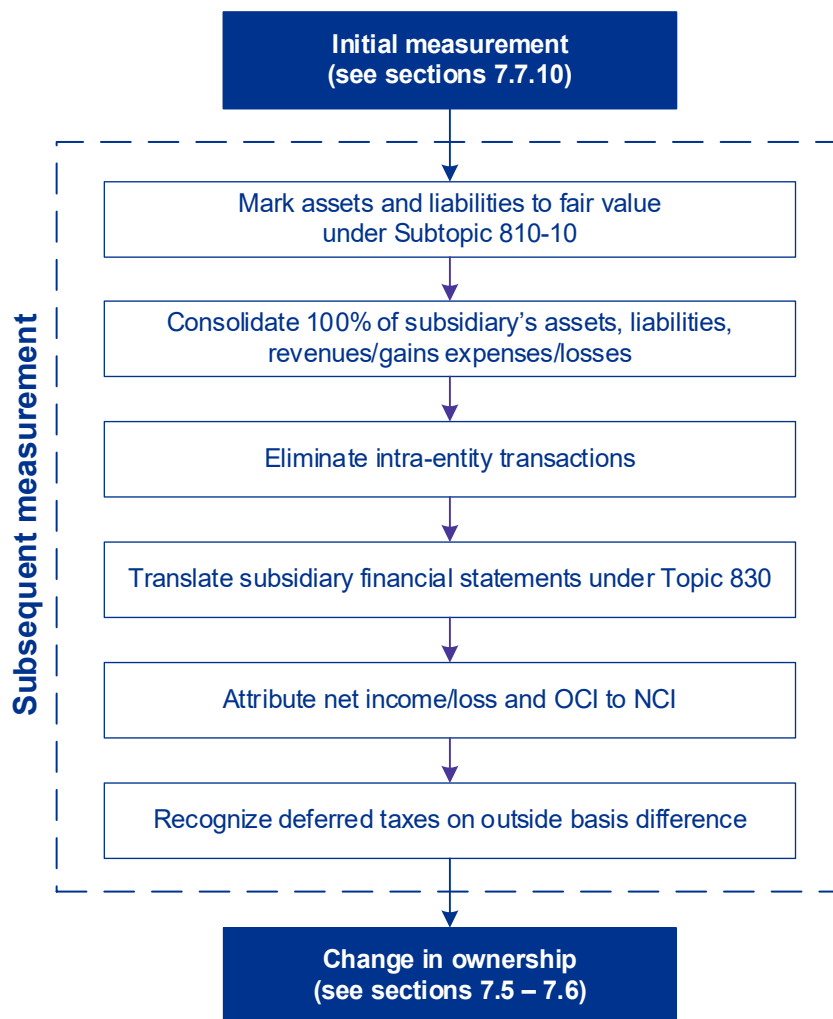 Initial measurement
(see sections 7.7.10)
Subsequent measurement
Mark assets and liabilities to fair value
under Subtopic 810-10
Consolidate 100% of subsidiary's assets, liabilities,
revenues/gains expenses/losses
Eliminate intra-entity transactions
Translate subsidiary financial statements under Topic 830
Attribute net income/loss and OCI to NCI
Recognize deferred taxes on outside basis difference
Change in ownership
(see sections 7.5 – 7.6)